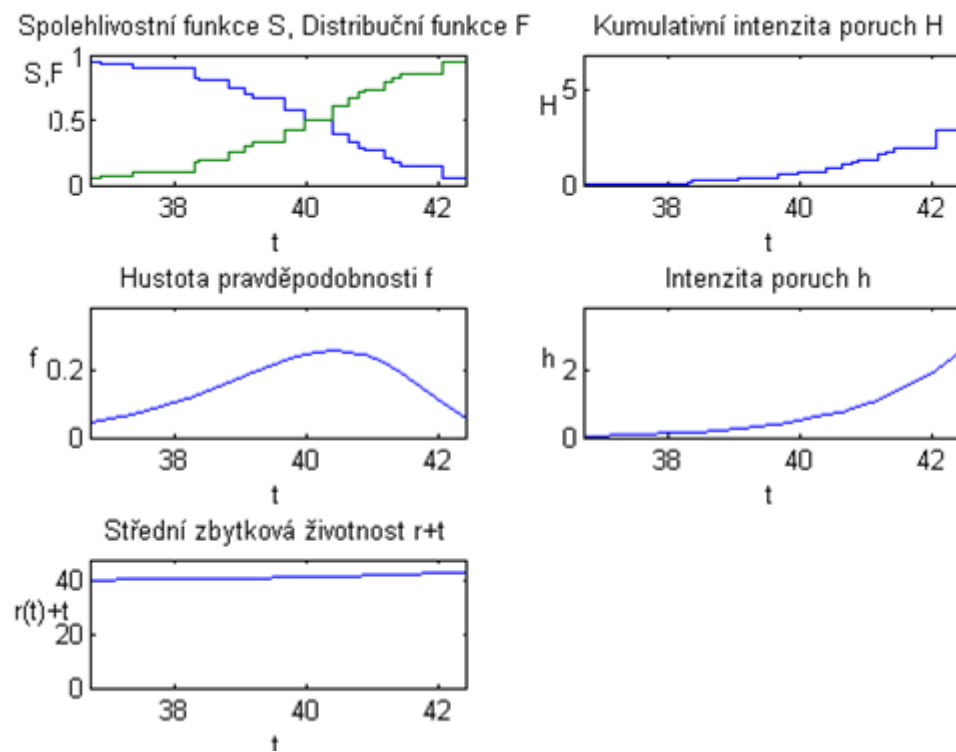 Spolehlivostní funkce S, Distribuční funkce F
1
S,F
0.5
0
38 40 42
t
Kumulativní intenzita poruch H
5
H
0
38 40 42
t
Hustota pravděpodobnosti f
f 0.2
0
38 40 42
t
Intenzita poruch h
h 2
0
38 40 42
t
Střední zbytková životnost r+t
40
r(t)+t
20
0
38 40 42
t